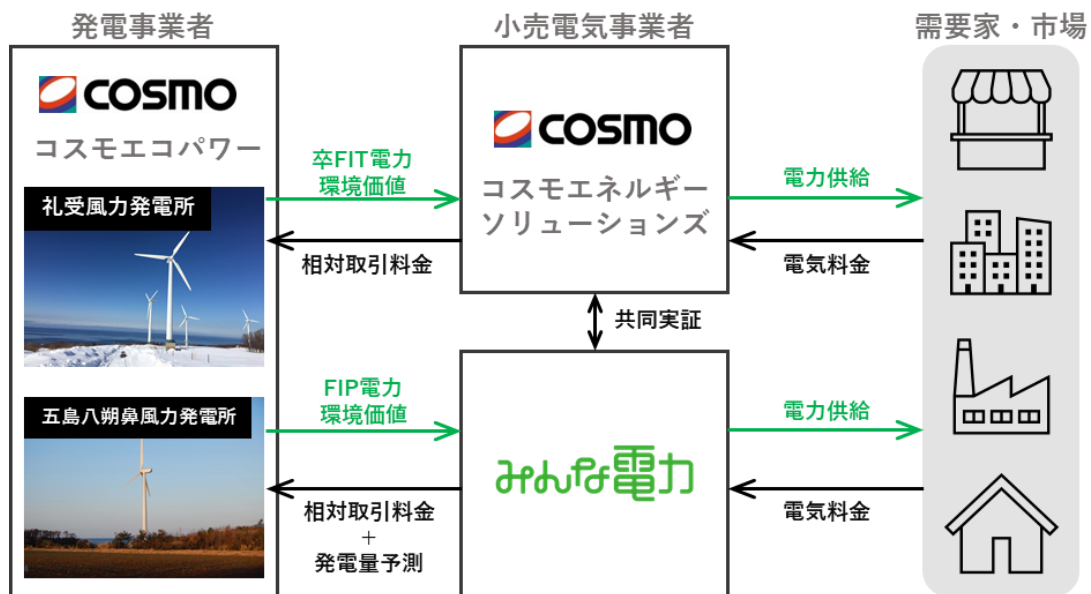 発電事業者
小売電気事業者
需要家・市場
COSMO
コスモエコパワー
礼受風力発電所
五島八朔鼻風力発電所
卒FIT電力
環境価値
相対取引料金
FIP電力
環境価値
相対取引料金
+
発電量予測
COSMO
コスモエネルギー
ソリューションズ
共同実証
みんな電力
電力供給
電気料金
電力供給
電気料金